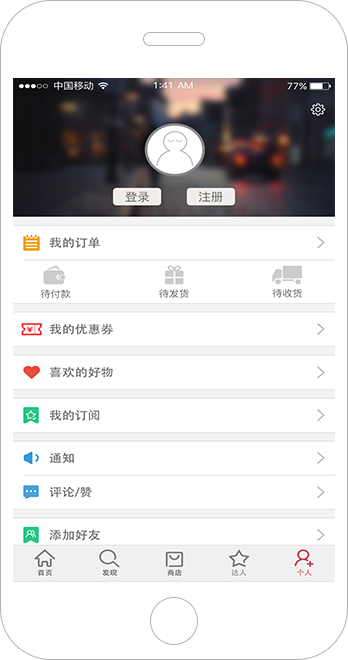 中国移动 1:41 AM 77%
登录 注册
我的订单
待付款 待发货 待收货
我的优惠券
喜欢的好物
我的订阅
通知
评论/赞
添加好友
首页 发现 商店 达人 个人